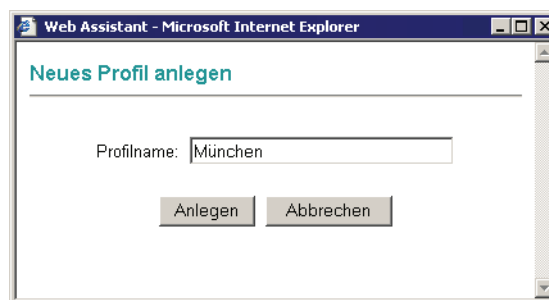 Web Assistant - Microsoft Internet Explorer
Neues Profil anlegen
Profilname: München
Anlegen Abbrechen